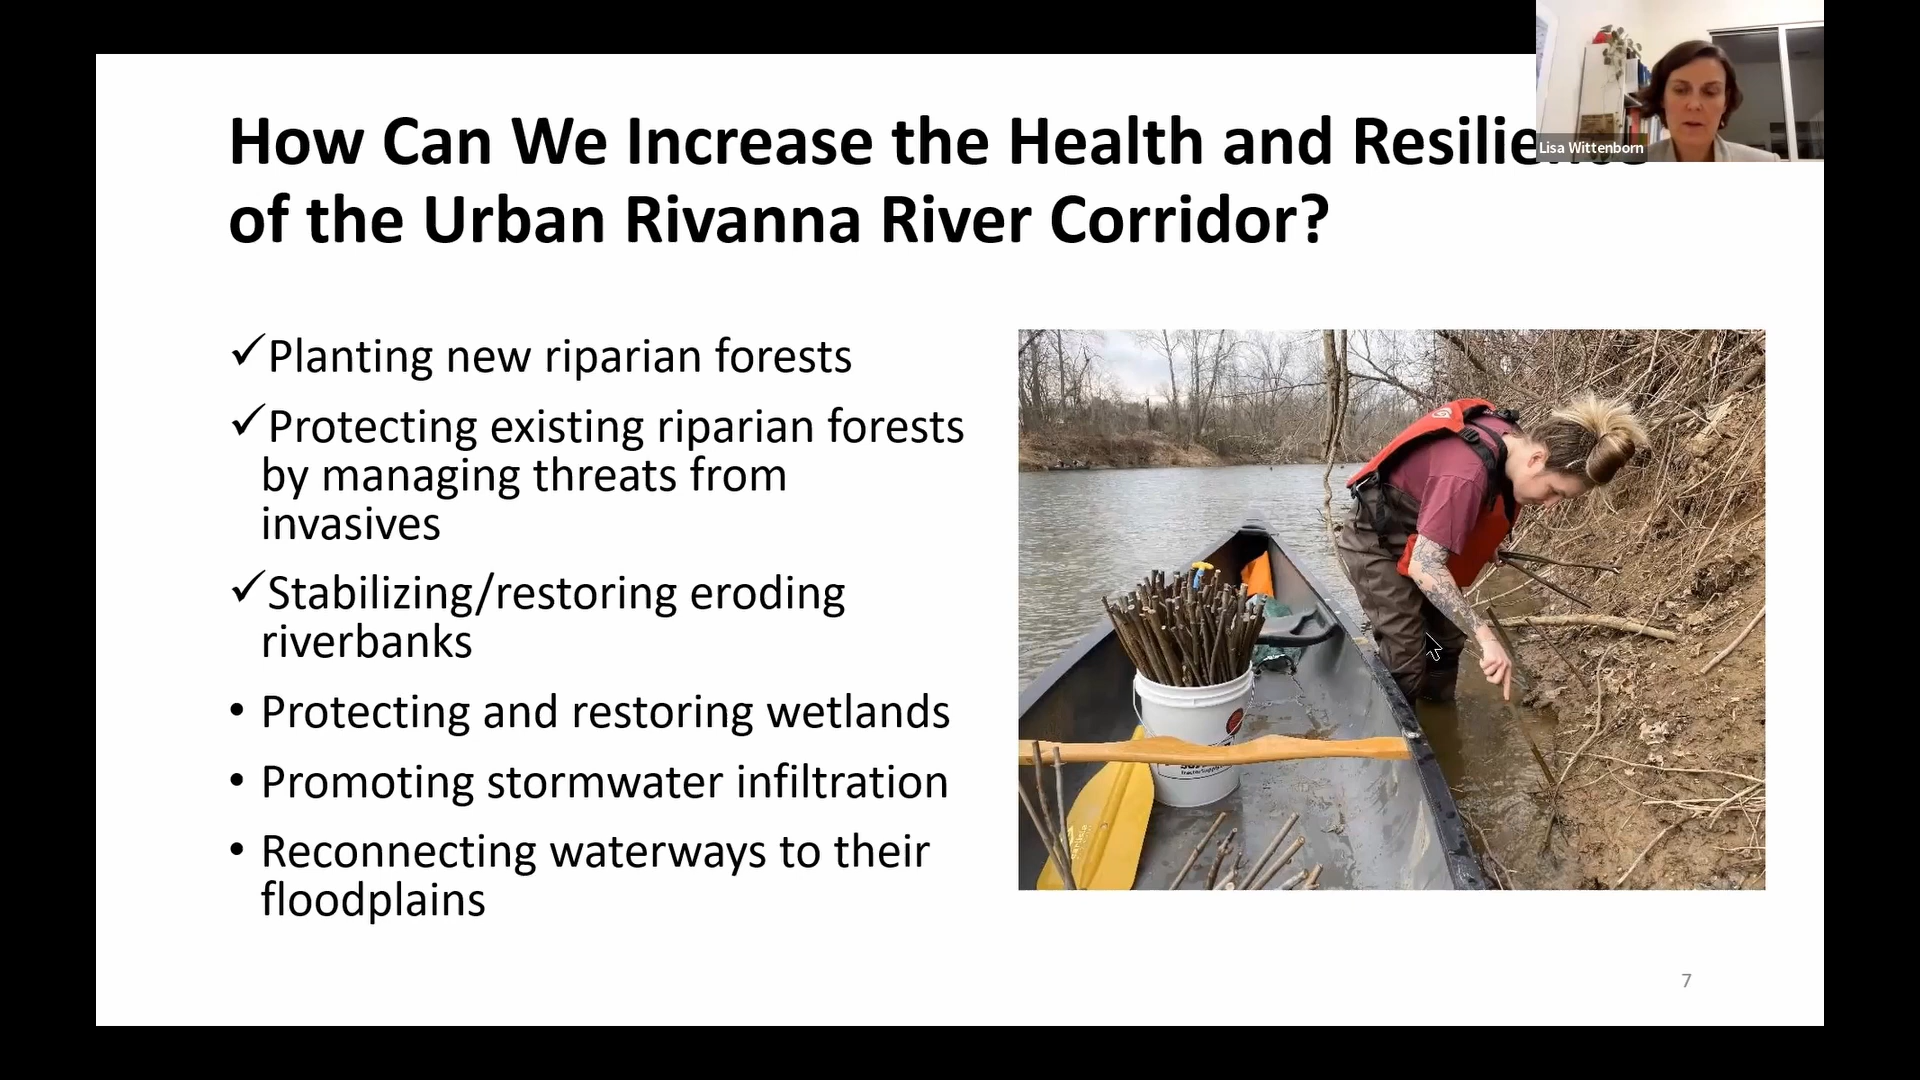 How Can We Increase the Health and
of the Urban Rivanna River Corridor?
Lisa Wittenborn
✓Planting new riparian forests
✓Protecting existing riparian forests
by managing threats from
invasives
✓Stabilizing/restoring eroding
riverbanks
• Protecting and restoring wetlands
• Promoting stormwater infiltration
• Reconnecting waterways to their
floodplains
7